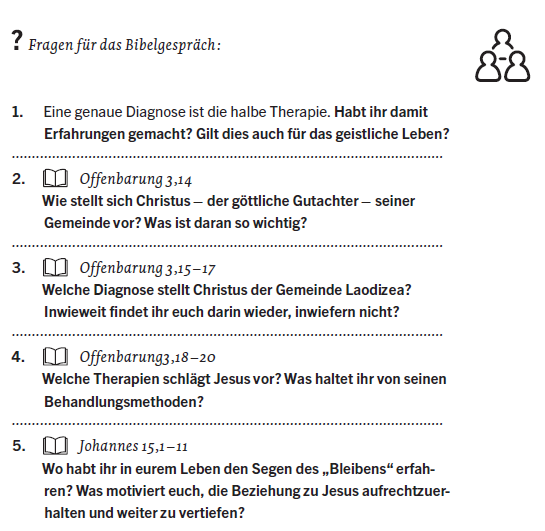 ? Fragen für das Bibelgespräch:
1. Eine genaue Diagnose ist die halbe Therapie. Habt ihr damit
Erfahrungen gemacht? Gilt dies auch für das geistliche Leben?
2. Offenbarung 3,14
Wie stellt sich Christus – der göttliche Gutachter – seiner
Gemeinde vor? Was ist daran so wichtig?
3. Offenbarung 3,15–17
Welche Diagnose stellt Christus der Gemeinde Laodizea?
Inwieweit findet ihr euch darin wieder, inwiefern nicht?
4. Offenbarung3,18–20
Welche Therapien schlägt Jesus vor? Was haltet ihr von seinen
Behandlungsmethoden?
5. Johannes 15,1–11
Wo habt ihr in eurem Leben den Segen des „Bleibens“ erfah-
ren? Was motiviert euch, die Beziehung zu Jesus aufrechtzuer-
halten und weiter zu vertiefen?